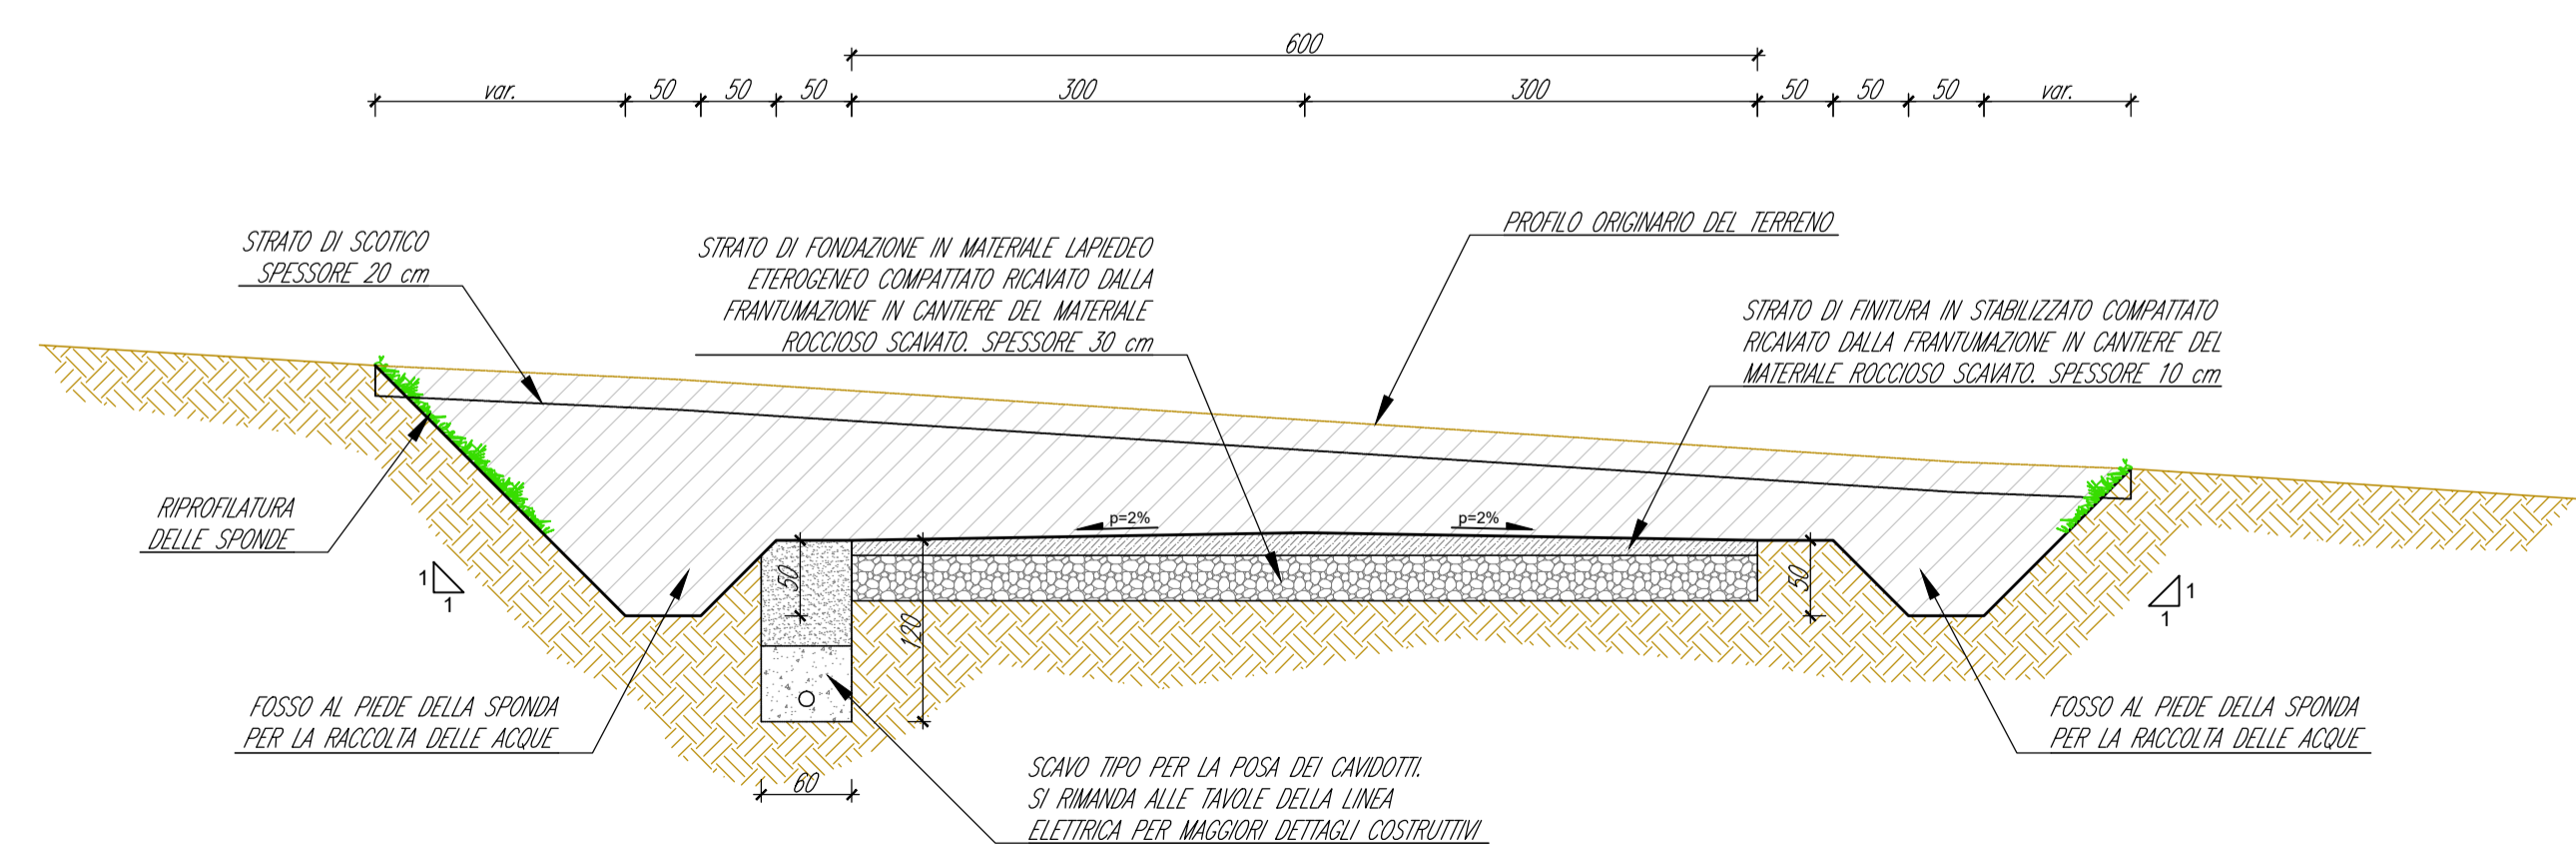 600
var. 50 50 50 300 300 50 50 50 var.
STRATO DI SCOTICO
SPESSORE 20 cm
STRATO DI FONDAZIONE IN MATERIALE LAPIEDEO
ETEROGENEO COMPATTATO RICAVATO DALLA
FRANTUMAZIONE IN CANTIERE DEL MATERIALE
ROCCIOSO SCAVATO. SPESSORE 30 cm
PROFILO ORIGINARIO DEL TERRENO
STRATO DI FINITURA IN STABILIZZATO COMPATTATO
RICAVATO DALLA FRANTUMAZIONE IN CANTIERE DEL
MATERIALE ROCCIOSO SCAVATO. SPESSORE 10 cm
RIPROFILATURA
DELLE SPONDE
p=2%
p=2%
1
1
50
120
50
1
1
FOSSO AL PIEDE DELLA SPONDA
PER LA RACCOLTA DELLE ACQUE
60
SCAVO TIPO PER LA POSA DEI CAVIDOTTI.
SI RIMANDA ALLE TAVOLE DELLA LINEA
ELETTRICA PER MAGGIORI DETTAGLI COSTRUTTIVI
FOSSO AL PIEDE DELLA SPONDA
PER LA RACCOLTA DELLE ACQUE